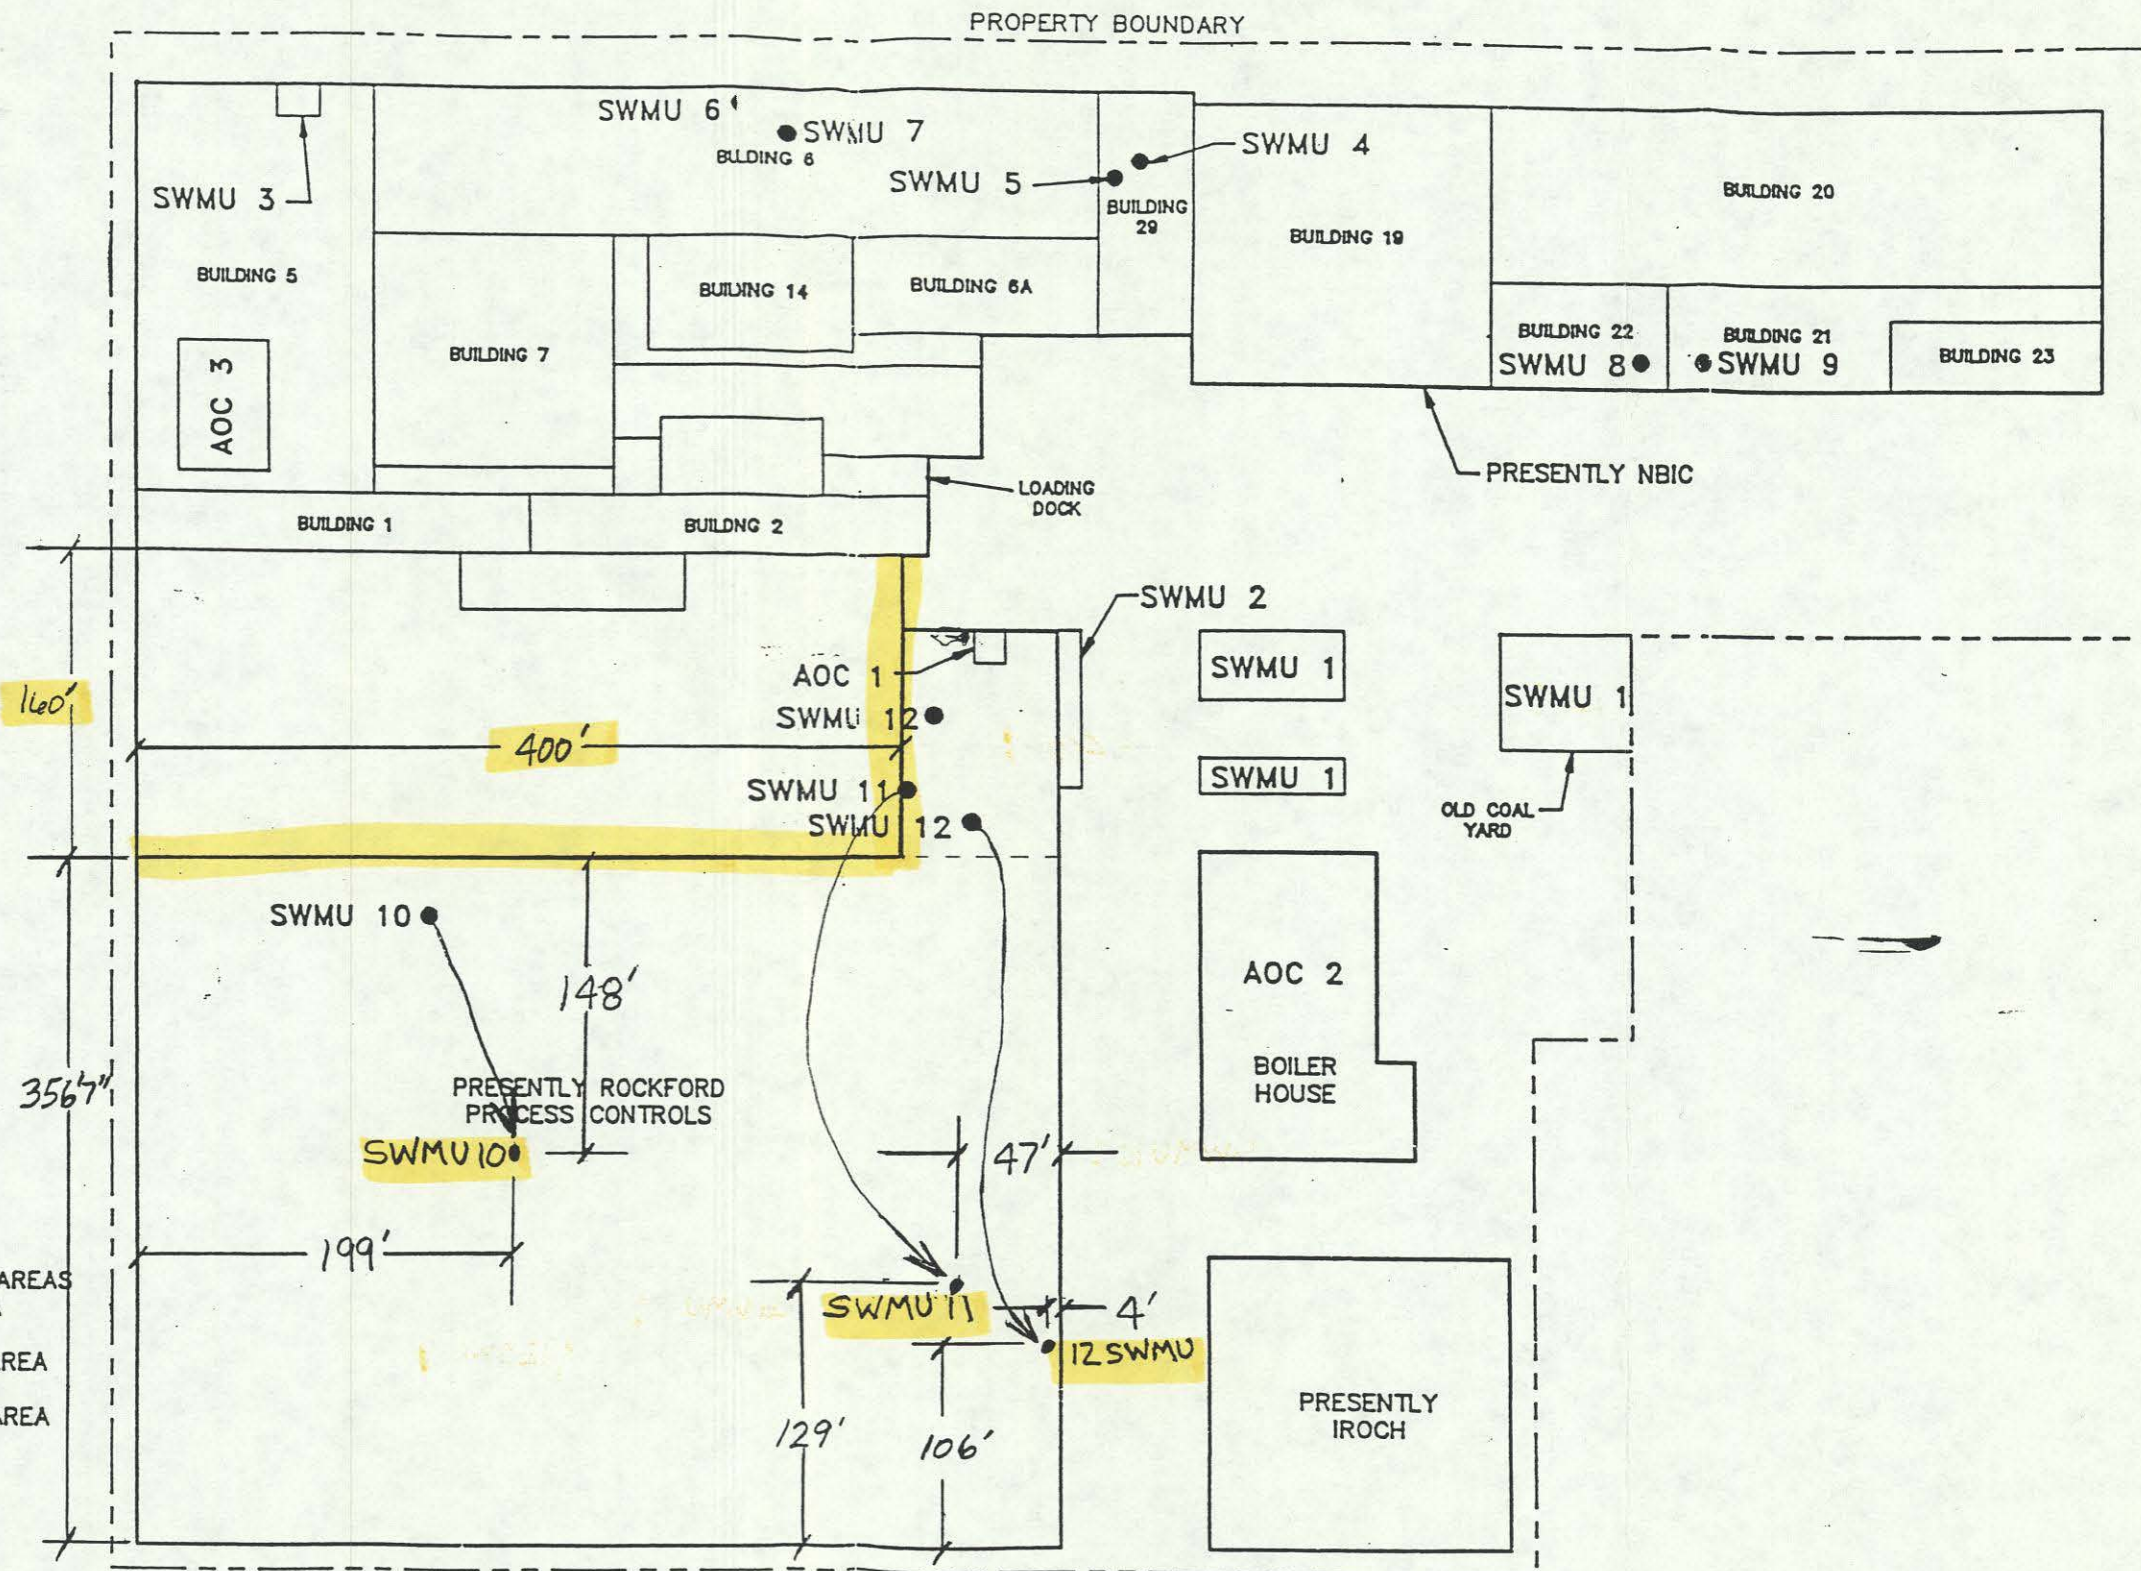 PROPERTY BOUNDARY
SWMU 6
SWMU 7
BUILDING 6
SWMU 4
SWMU 5
SWMU 3
BUILDING
29
BUILDING 20
BUILDING 19
BUILDING 5
BUILDING 14
BUILDING 6A
BUILDING 7
BUILDING 22
SWMU 8
BUILDING 21
SWMU 9
BUILDING 23
AOC 3
PRESENTLY NBIC
LOADING
DOCK
BUILDING 1
BUILDNG 2
SWMU 2
AOC 1
SWMU 1
SWMU 1
160'
SWMU 12
400'
SWMU 11
SWMU 1
OLD COAL
YARD
SWMU 12
SWMU 10
148'
AOC 2
BOILER
HOUSE
356'7"
PRESENTLY ROCKFORD
PROCESS CONTROLS
SWMU 10
47'
199'
AREAS
SWMU 11
4'
12 SWMU
REA
AREA
129'
106'
PRESENTLY
IROCH